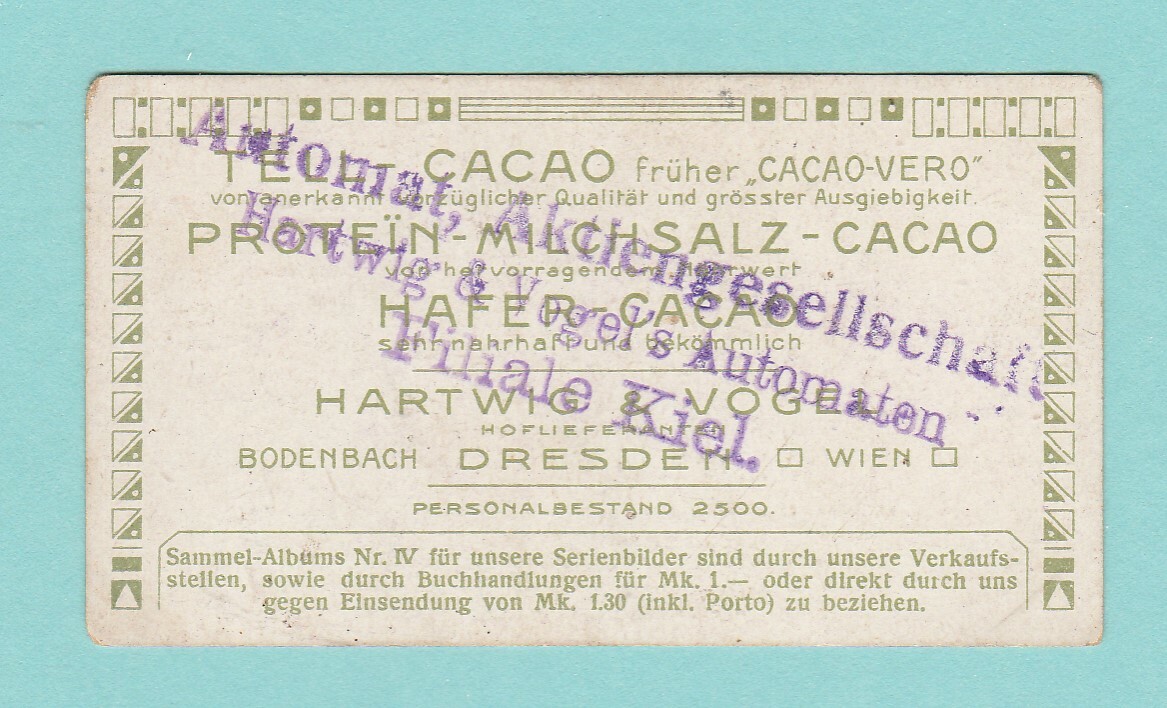 TELL-CACAO früher „CACAO-VERO"
von anerkannt vorzüglicher Qualität und grösster Ausgiebigkeit.
PROTEÏN-MILCHSALZ-CACAO
von hervorragendem Nährwert
HAFER-CACAO
sehr nahrhaft und bekömmlich
HARTWIG & VOGEL
HOFLIEFERANTEN
BODENBACH DRESDEN WIEN
PERSONALBESTAND 2500.
Sammel-Albums Nr. IV für unsere Serienbilder sind durch unsere Verkaufs-
stellen, sowie durch Buchhandlungen für Mk. 1.— oder direkt durch uns
gegen Einsendung von Mk. 1.30 (inkl. Porto) zu beziehen.
Automat, Aktiengesellschaft
Hartwig & Vogel's Automaten
Filiale Kiel.